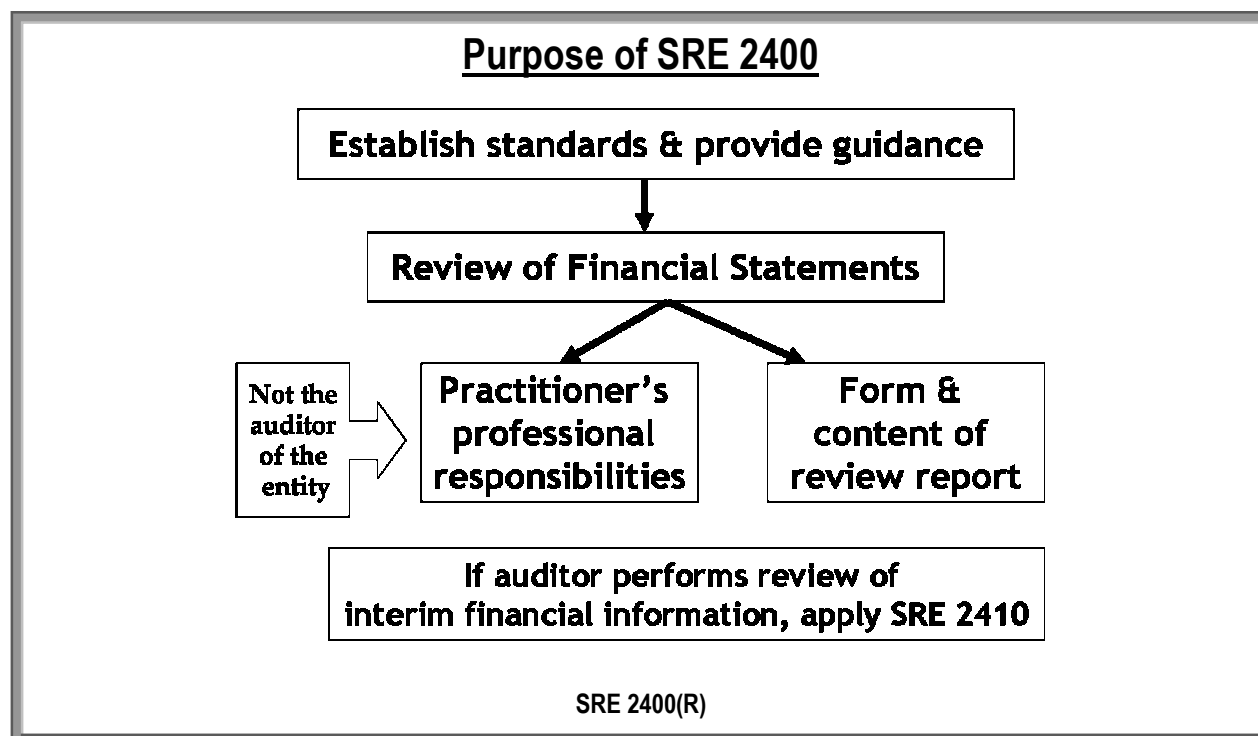 Purpose of SRE 2400
Establish standards & provide guidance
Review of Financial Statements
Not the
auditor
of the
entity
Practitioner's
professional
responsibilities
Form &
content of
review report
If auditor performs review of
interim financial information, apply SRE 2410
SRE 2400(R)